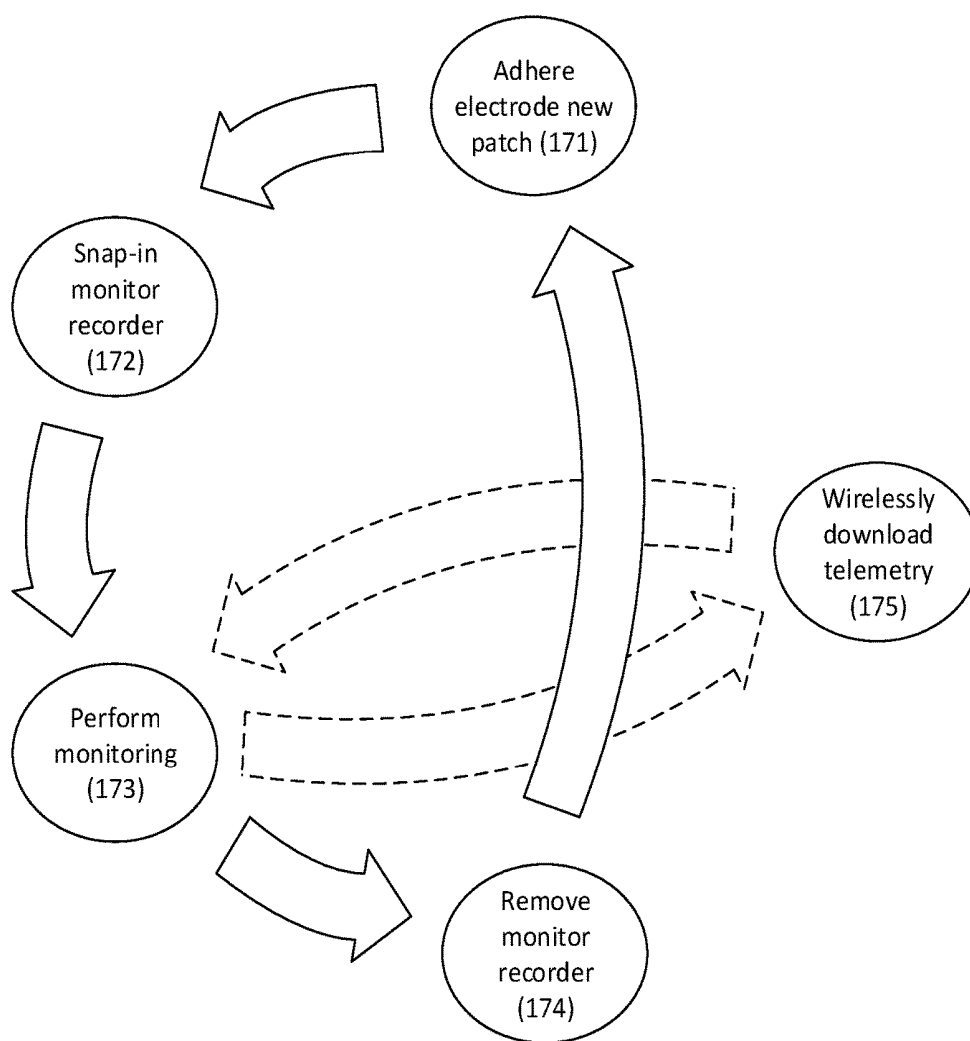 Adhere
electrode new
patch (171)
Snap-in
monitor
recorder
(172)
Wirelessly
download
telemetry
(175)
Perform
monitoring
(173)
Remove
monitor
recorder
(174)